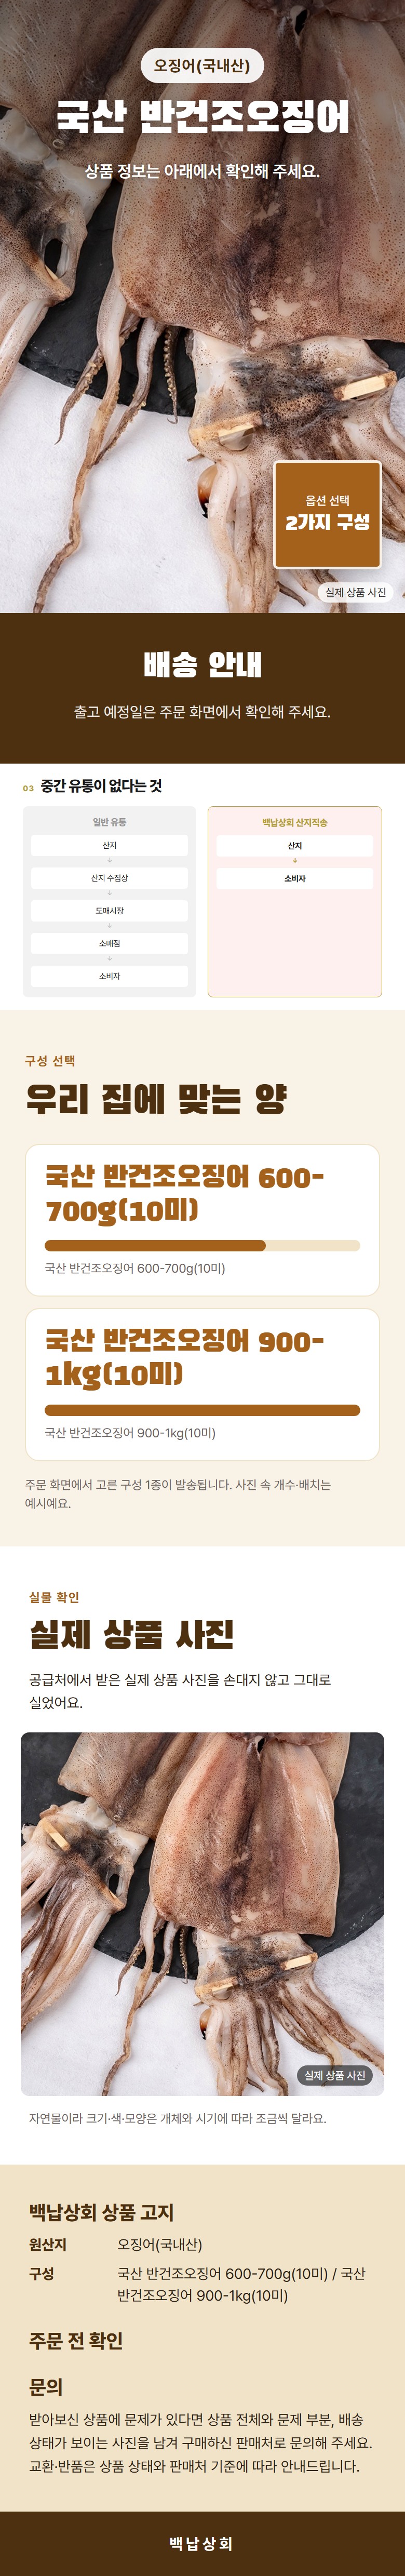 오징어(국내산)
국산 반건조오징어
상품 정보는 아래에서 확인해 주세요.
옵션 선택
2가지 구성
실제 상품 사진
배송 안내
출고 예정일은 주문 화면에서 확인해 주세요.
03 중간 유통이 없다는 것
일반 유통
산지
↓
산지 수집상
↓
도매시장
↓
소매점
↓
소비자
백납상회 산지직송
산지
↓
소비자
구성 선택
우리 집에 맞는 양
국산 반건조오징어 600-
700g(10미)
국산 반건조오징어 600-700g(10미)
국산 반건조오징어 900-
1kg(10미)
국산 반건조오징어 900-1kg(10미)
주문 화면에서 고른 구성 1종이 발송됩니다. 사진 속 개수·배치는
예시예요.
실물 확인
실제 상품 사진
공급처에서 받은 실제 상품 사진을 손대지 않고 그대로
실었어요.
실제 상품 사진
자연물이라 크기·색·모양은 개체와 시기에 따라 조금씩 달라요.
백납상회 상품 고지
원산지 오징어(국내산)
구성 국산 반건조오징어 600-700g(10미) / 국산
반건조오징어 900-1kg(10미)
주문 전 확인
문의
받아보신 상품에 문제가 있다면 상품 전체와 문제 부분, 배송
상태가 보이는 사진을 남겨 구매하신 판매처로 문의해 주세요.
교환·반품은 상품 상태와 판매처 기준에 따라 안내드립니다.
백납상회